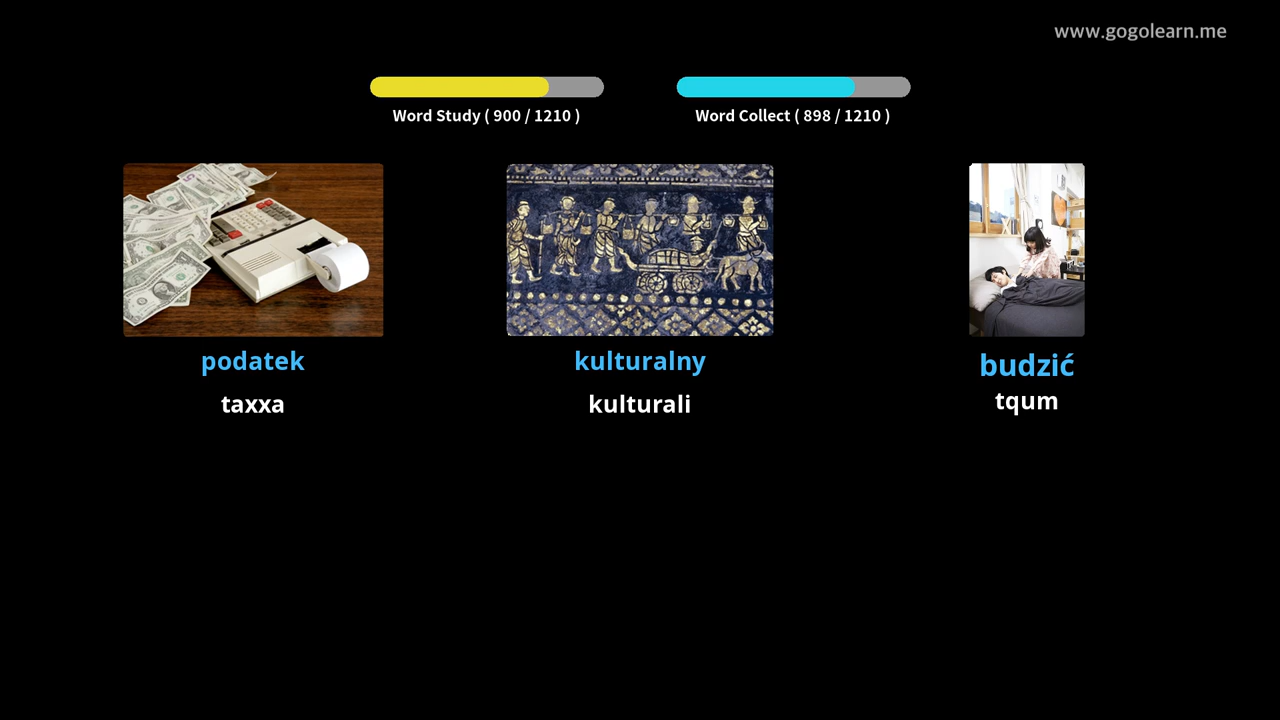 www.gogolearn.me
Word Study ( 900 / 1210 )
Word Collect ( 898 / 1210 )
podatek
taxxa
kulturalny
kulturali
budzić
tqum